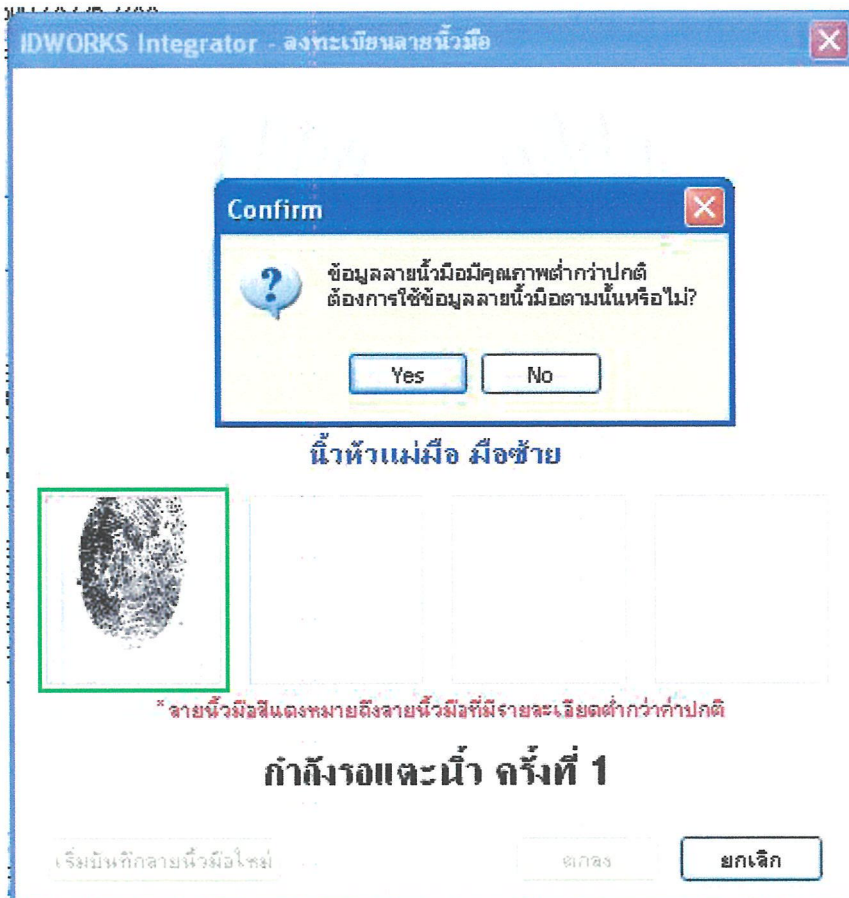 IDWORKS Integrator - ลงทะเบียนลายนิ้วมือ
Confirm
ข้อมูลลายนิ้วมือมีคุณภาพต่ำกว่าปกติ
ต้องการใช้ข้อมูลลายนิ้วมือตามนั้นหรือไม่?
Yes No
นิ้วหัวแม่มือ มือซ้าย
*ลายนิ้วมือสีแดงหมายถึงลายนิ้วมือที่มีรายละเอียดต่ำกว่าค่าปกติ
กำลังรอแตะนิ้ว ครั้งที่ 1
เริ่มบันทึกลายนิ้วมือใหม่ ตกลง ยกเลิก